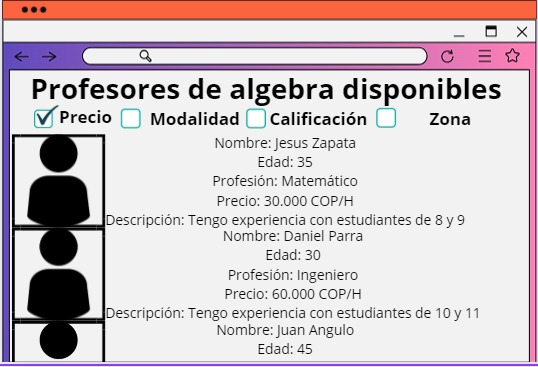 Profesores de algebra disponibles
Precio Modalidad Calificación Zona
Nombre: Jesus Zapata
Edad: 35
Profesión: Matemático
Precio: 30.000 COP/H
Descripción: Tengo experiencia con estudiantes de 8 y 9
Nombre: Daniel Parra
Edad: 30
Profesión: Ingeniero
Precio: 60.000 COP/H
Descripción: Tengo experiencia con estudiantes de 10 y 11
Nombre: Juan Angulo
Edad: 45